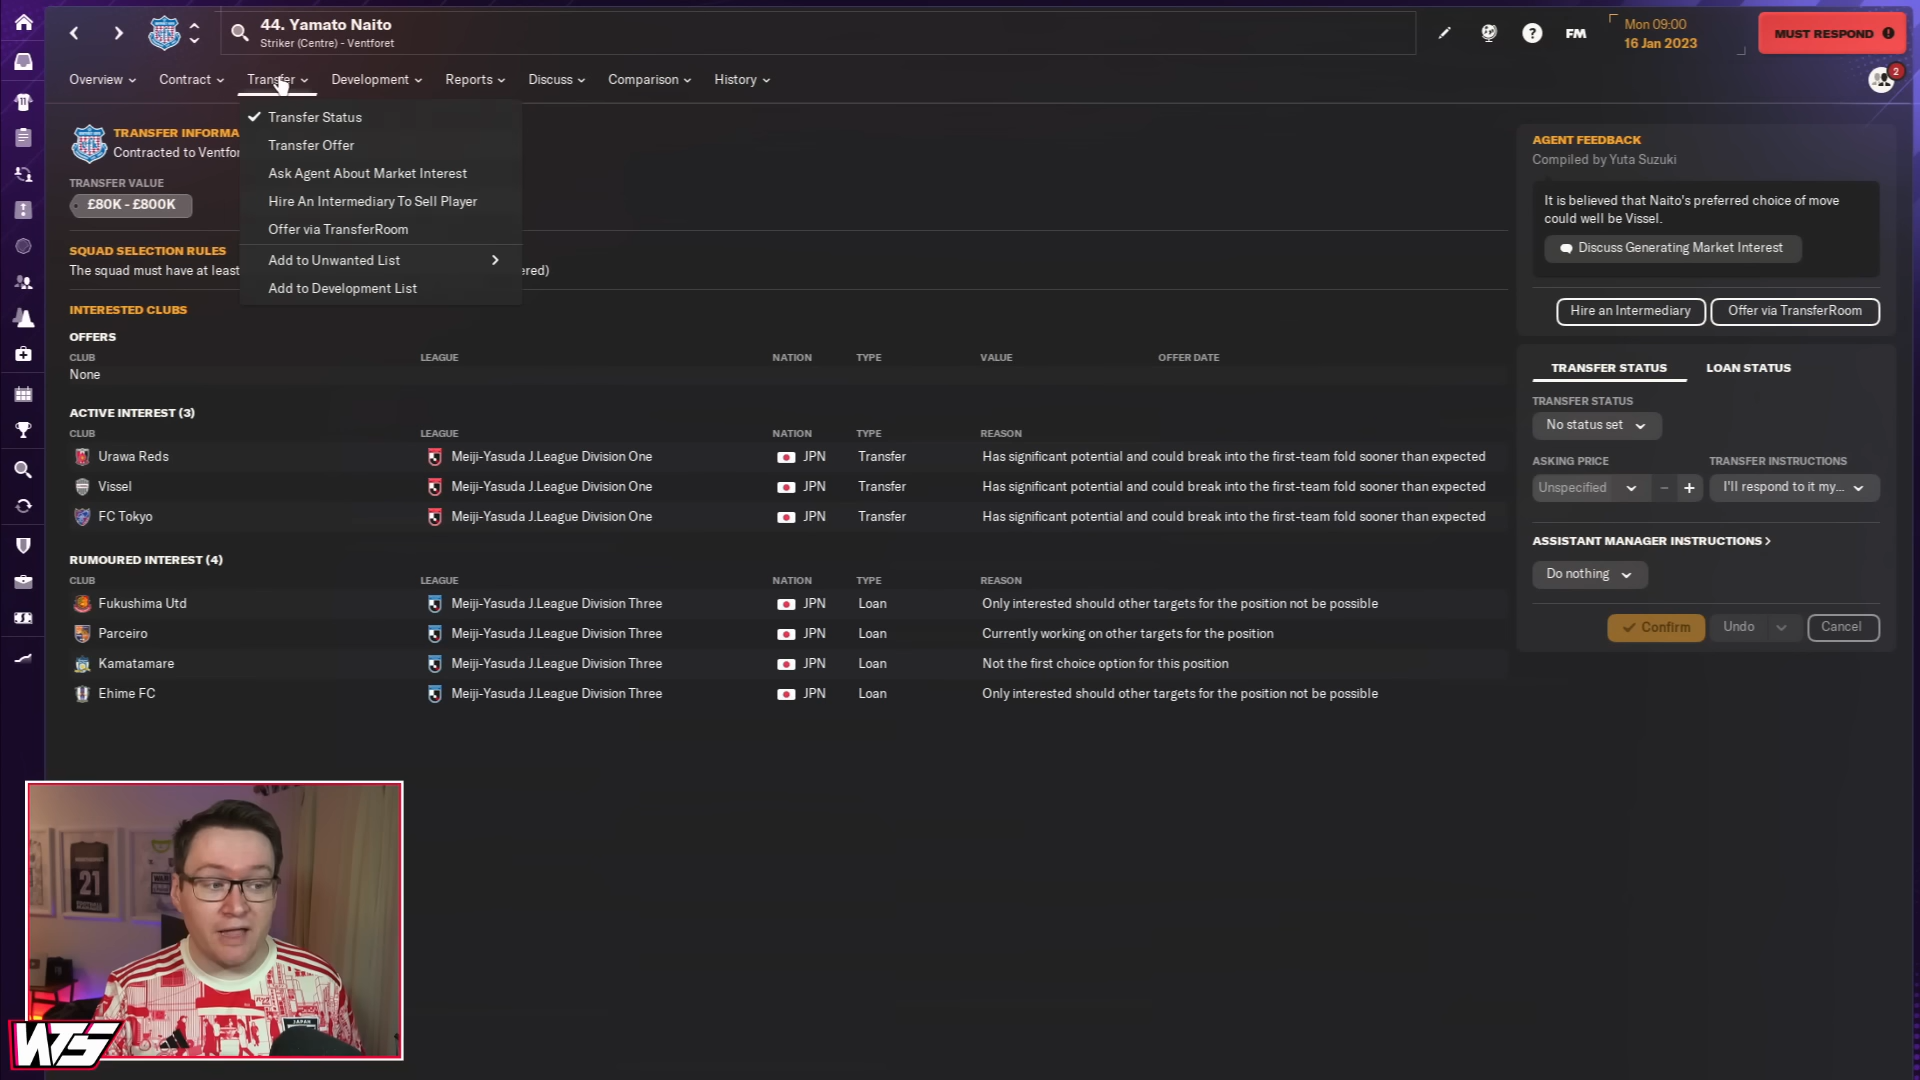 44. Yamato Naito
Striker (Centre) - Ventforet
FM
Mon 09:00
16 Jan 2023
MUST RESPOND
Overview
Contract
Transfer
Development
Reports
Discuss
Comparison
History
2
Transfer Status
Transfer Offer
Ask Agent About Market Interest
Hire An Intermediary To Sell Player
Offer via TransferRoom
Add to Unwanted List
Add to Development List
TRANSFER INFORMA
Contracted to Ventfor
TRANSFER VALUE
£80K - £800K
SQUAD SELECTION RULES
The squad must have at least
ered)
INTERESTED CLUBS
OFFERS
CLUB LEAGUE NATION TYPE VALUE OFFER DATE
None
ACTIVE INTEREST (3)
CLUB LEAGUE NATION TYPE REASON
Urawa Reds Meiji-Yasuda J.League Division One JPN Transfer Has significant potential and could break into the first-team fold sooner than expected
Vissel Meiji-Yasuda J.League Division One JPN Transfer Has significant potential and could break into the first-team fold sooner than expected
FC Tokyo Meiji-Yasuda J.League Division One JPN Transfer Has significant potential and could break into the first-team fold sooner than expected
RUMOURED INTEREST (4)
CLUB LEAGUE NATION TYPE REASON
Fukushima Utd Meiji-Yasuda J.League Division Three JPN Loan Only interested should other targets for the position not be possible
Parceiro Meiji-Yasuda J.League Division Three JPN Loan Currently working on other targets for the position
Kamatamare Meiji-Yasuda J.League Division Three JPN Loan Not the first choice option for this position
Ehime FC Meiji-Yasuda J.League Division Three JPN Loan Only interested should other targets for the position not be possible
AGENT FEEDBACK
Compiled by Yuta Suzuki
It is believed that Naito's preferred choice of move
could well be Vissel.
Discuss Generating Market Interest
Hire an Intermediary
Offer via TransferRoom
TRANSFER STATUS LOAN STATUS
TRANSFER STATUS
No status set
ASKING PRICE TRANSFER INSTRUCTIONS
Unspecified - + I'll respond to it my...
ASSISTANT MANAGER INSTRUCTIONS >
Do nothing
Confirm Undo Cancel
21
JAPAN
WTS